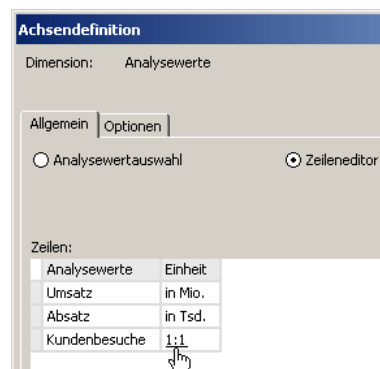 Achsendefinition
Dimension: Analysewerte
Allgemein Optionen
Analysewertauswahl Zeileneditor
Zeilen:
Analysewerte Einheit
Umsatz in Mio.
Absatz in Tsd.
Kundenbesuche 1:1